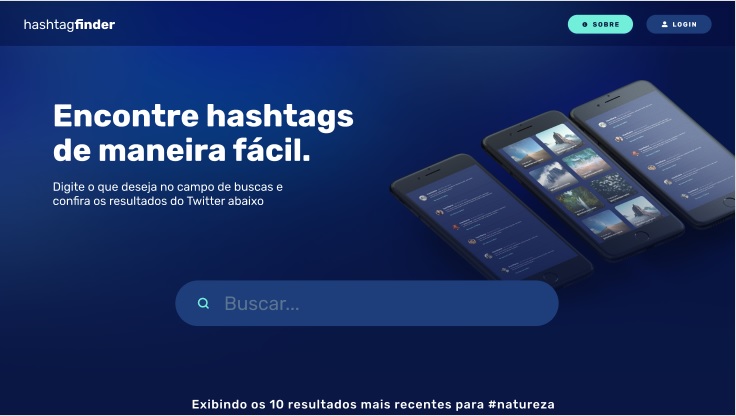 hashtagfinder
SOBRE
LOGIN
Encontre hashtags
de maneira fácil.
Digite o que deseja no campo de buscas e
confira os resultados do Twitter abaixo
Buscar...
Exibindo os 10 resultados mais recentes para #natureza